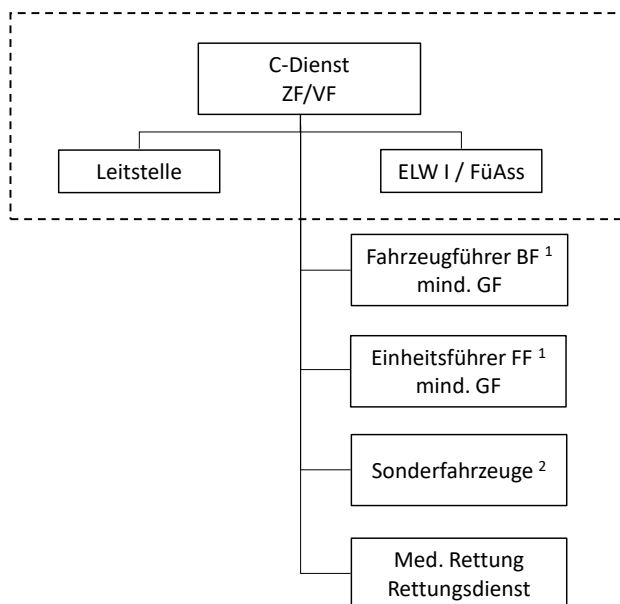 C-Dienst
ZF/VF
Leitstelle
ELW I / FüAss
Fahrzeugführer BF ¹
mind. GF
Einheitsführer FF ¹
mind. GF
Sonderfahrzeuge ²
Med. Rettung
Rettungsdienst